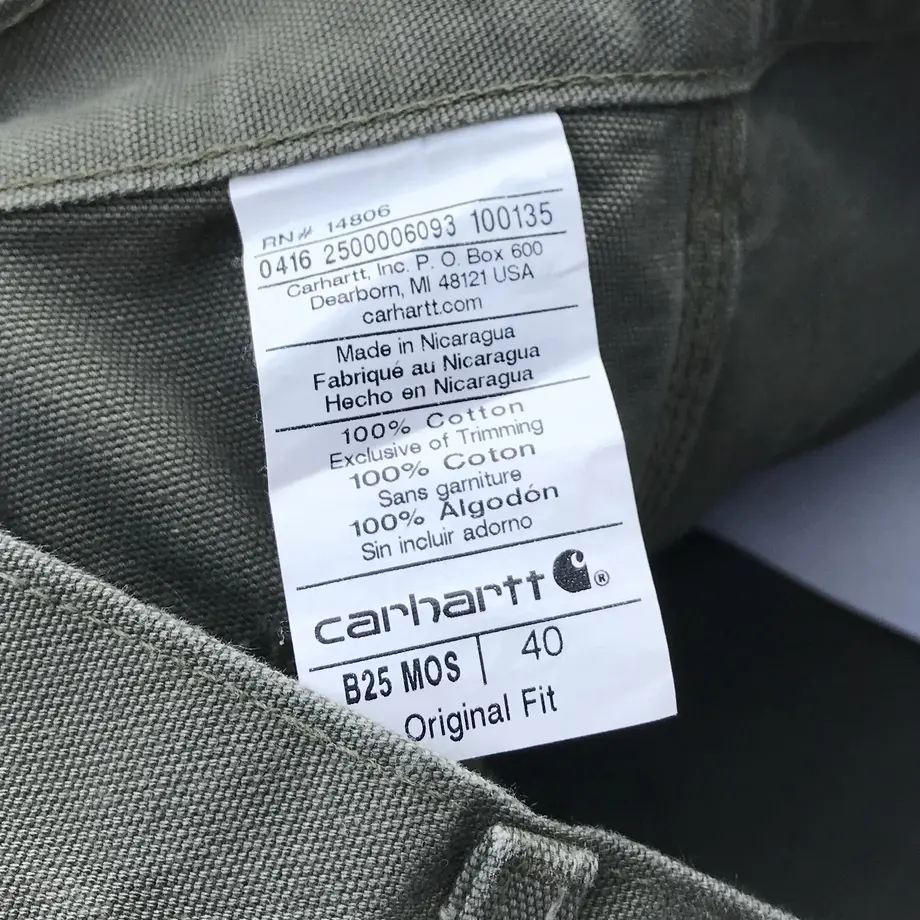 RN# 14806
0416 2500006093 100135
Carhartt, Inc. P. O. Box 600
Dearborn, MI 48121 USA
carhartt.com
Made in Nicaragua
Fabriqué au Nicaragua
Hecho en Nicaragua
100% Cotton
Exclusive of Trimming
100% Coton
Sans garniture
100% Algodón
Sin incluir adorno
carhartt ®
B25 MOS | 40
Original Fit